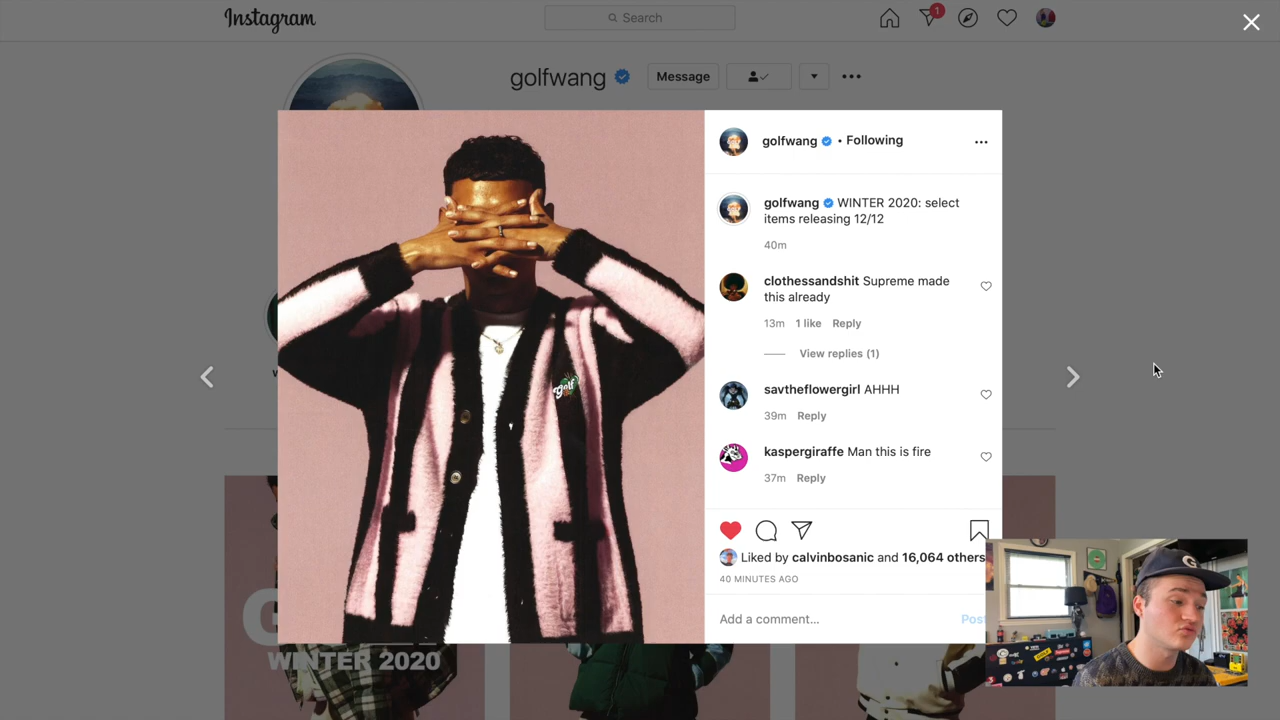 Instagram
Search
1
golfwang
Message
golfwang • Following
golfwang WINTER 2020: select
items releasing 12/12
40m
clothessandshit Supreme made
this already
13m 1 like Reply
View replies (1)
savtheflowergirl AHHH
39m Reply
kaspergiraffe Man this is fire
37m Reply
Liked by calvinbosanic and 16,064 others
40 MINUTES AGO
Add a comment...
Post
golf
G
WINTER 2020